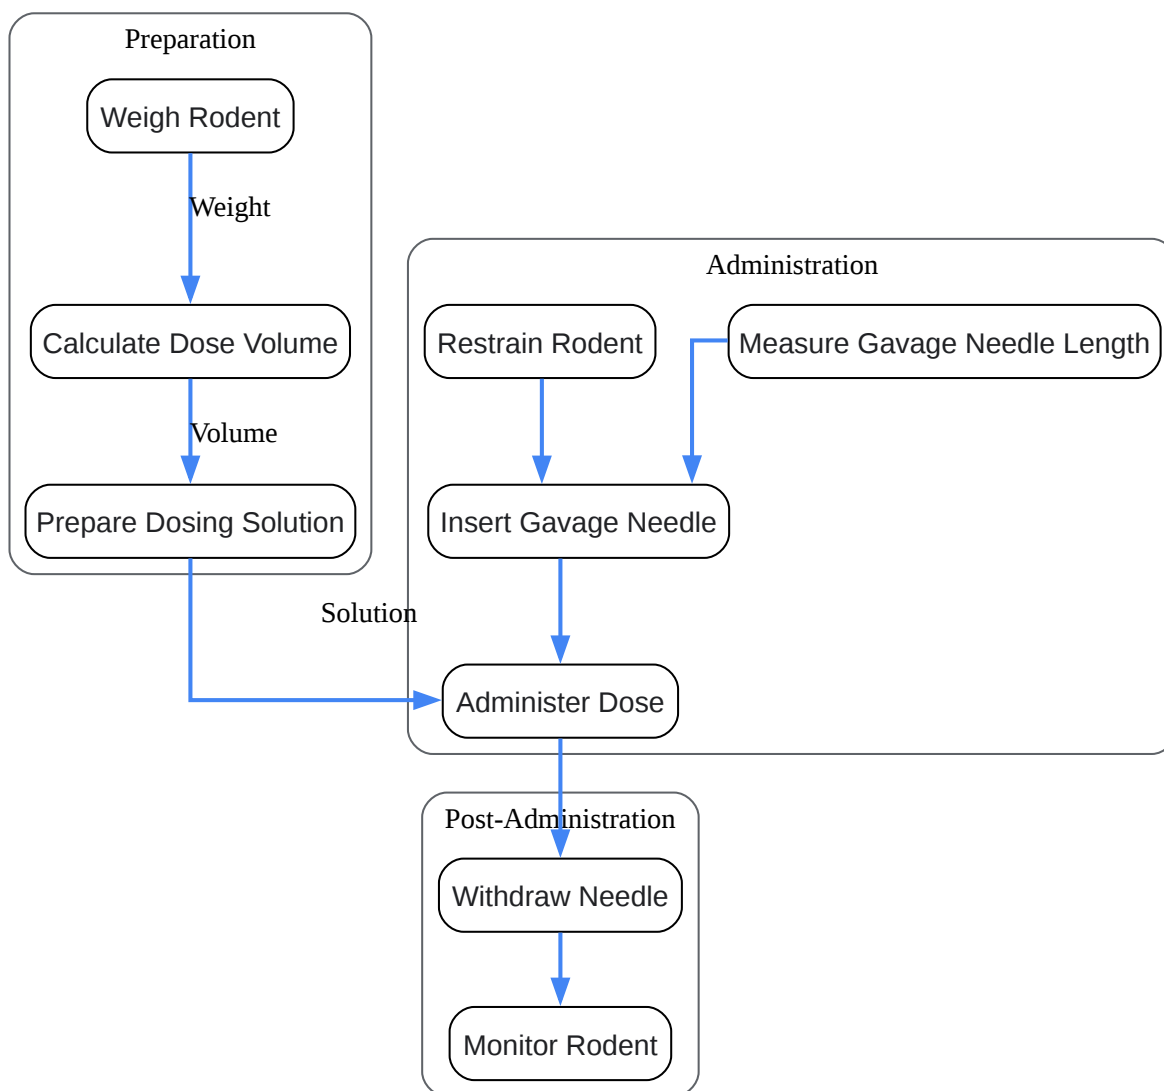 Preparation
Weigh Rodent
Weight
Calculate Dose Volume
Volume
Prepare Dosing Solution
Solution
Administration
Restrain Rodent
Measure Gavage Needle Length
Insert Gavage Needle
Administer Dose
Post-Administration
Withdraw Needle
Monitor Rodent